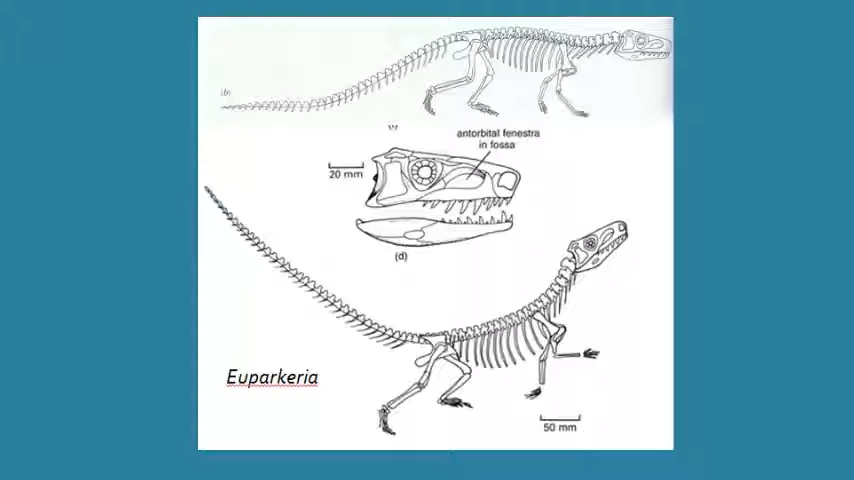 antorbital fenestra
in fossa
20 mm
(d)
Euparkeria
50 mm